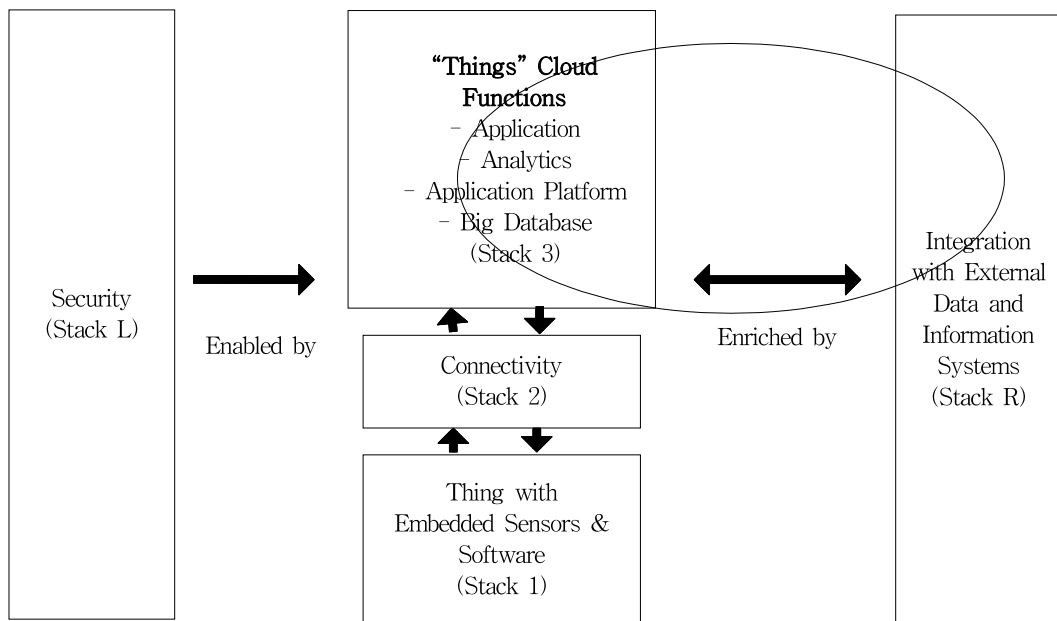 Security
(Stack L)
Enabled by
“Things” Cloud
Functions
- Application
- Analytics
- Application Platform
- Big Database
(Stack 3)
Connectivity
(Stack 2)
Thing with
Embedded Sensors &
Software
(Stack 1)
Enriched by
Integration
with External
Data and
Information
Systems
(Stack R)